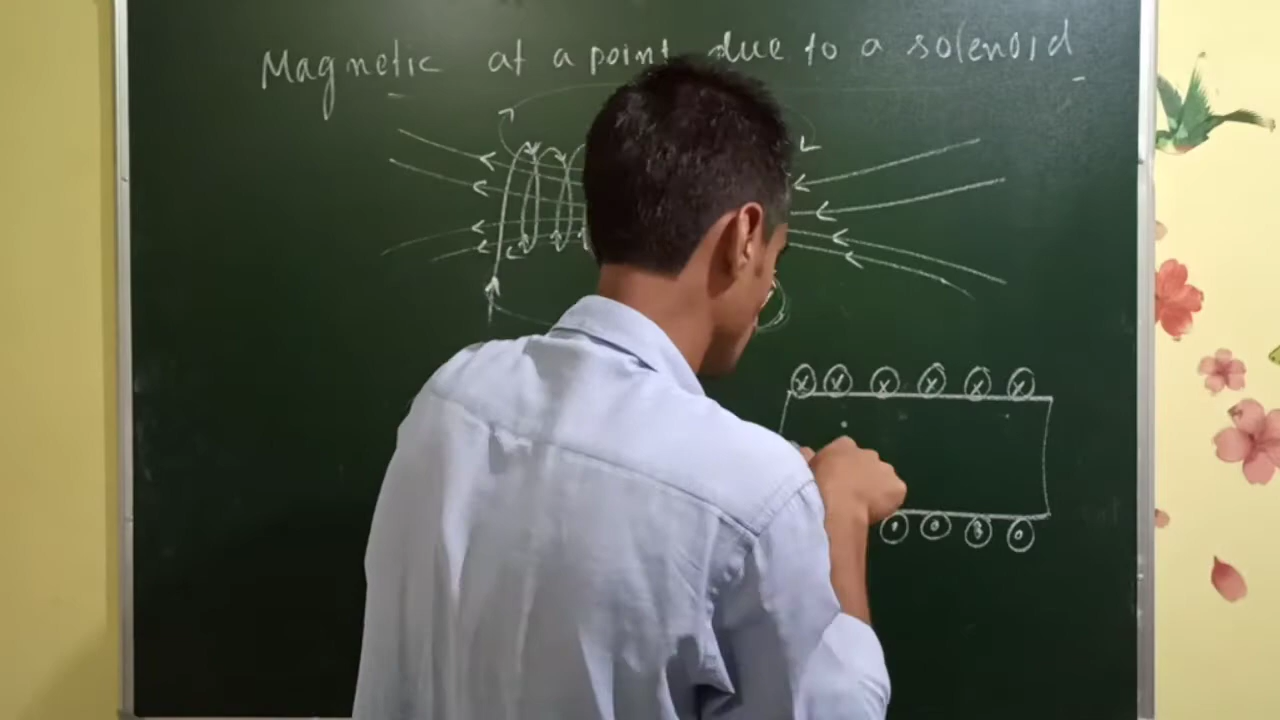 Magnetic at a point due to a solenoid
x x x x x x